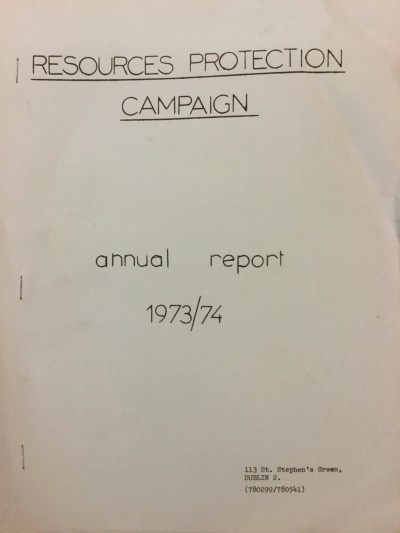 RESOURCES PROTECTION
CAMPAIGN
annual report
1973/74
113 St. Stephen's Green,
DUBLIN 2.
(780299/780541)